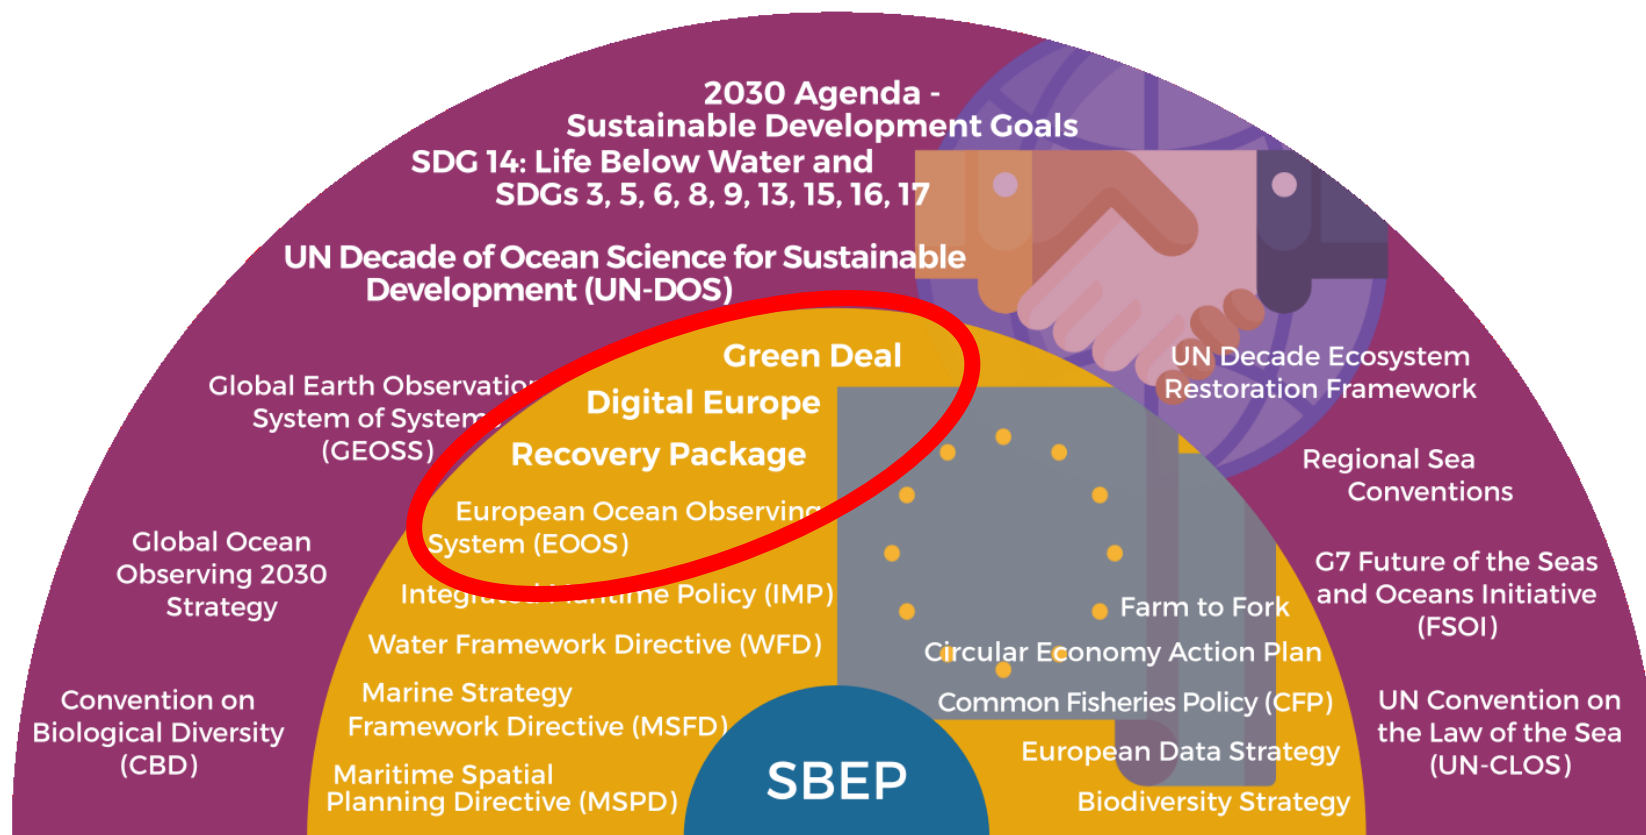 2030 Agenda -
Sustainable Development Goals
SDG 14: Life Below Water and
SDGs 3, 5, 6, 8, 9, 13, 15, 16, 17
UN Decade of Ocean Science for Sustainable
Development (UN-DOS)
Global Earth Observation
System of Systems
(GEOSS)
Global Ocean
Observing 2030
Strategy
Convention on
Biological Diversity
(CBD)
Green Deal
Digital Europe
Recovery Package
European Ocean Observing
System (EOOS)
Integrated Maritime Policy (IMP)
Water Framework Directive (WFD)
Marine Strategy
Framework Directive (MSFD)
Maritime Spatial
Planning Directive (MSPD)
SBEP
Farm to Fork
Circular Economy Action Plan
Common Fisheries Policy (CFP)
European Data Strategy
Biodiversity Strategy
UN Decade Ecosystem
Restoration Framework
Regional Sea
Conventions
G7 Future of the Seas
and Oceans Initiative
(FSOI)
UN Convention on
the Law of the Sea
(UN-CLOS)